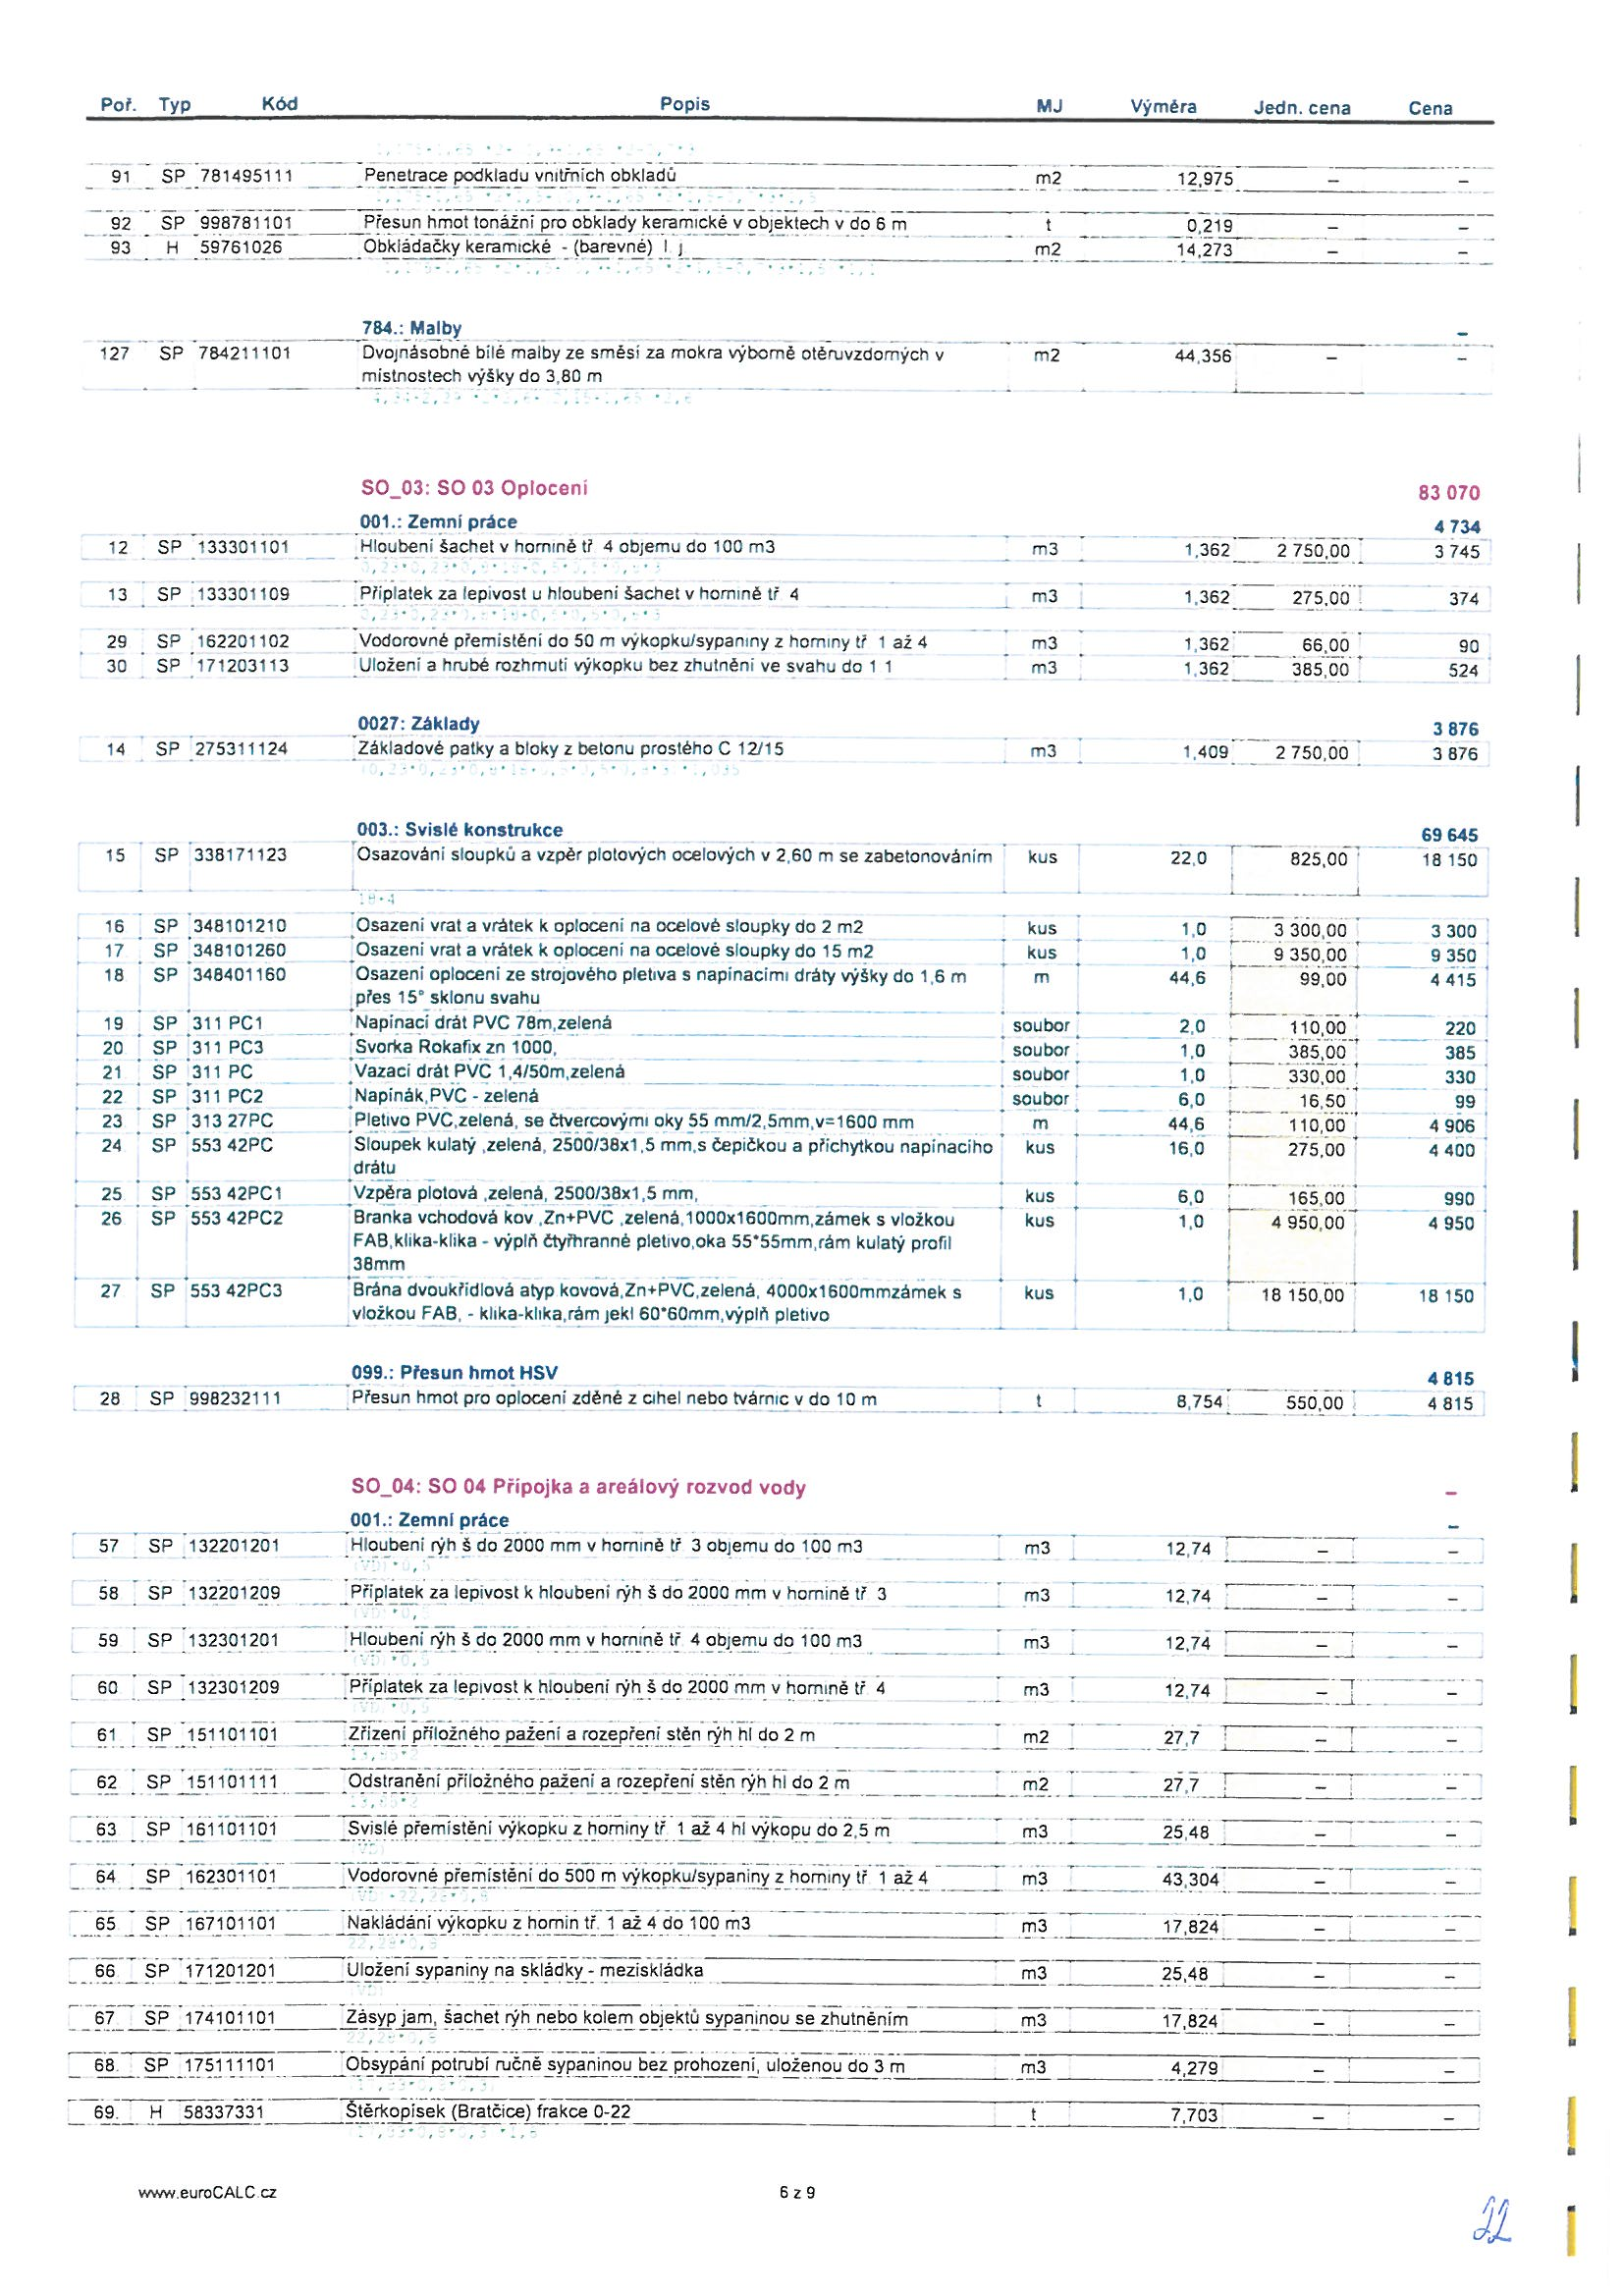 Poř. Typ Kód Popis MJ Výměra Jedn. cena Cena
91 SP 781495111 Penetrace podkladu vnitřních obkladů m2 12,975 – –
92 SP 998781101 Přesun hmot tonážní pro obklady keramické v objektech v do 6 m t 0,219 – –
93 H 59761026 Obkládačky keramické - (barevné) I. j m2 14,273 – –
784.: Malby –
127 SP 784211101 Dvojnásobné bílé malby ze směsí za mokra výborně otěruvzdorných v m2 44,356 – –
místnostech výšky do 3,80 m
SO_03: SO 03 Oplocení 83 070
001.: Zemní práce 4 734
12 SP 133301101 Hloubení šachet v hornině tř 4 objemu do 100 m3 m3 1,362 2 750,00 3 745
13 SP 133301109 Příplatek za lepivost u hloubení šachet v hornině tř 4 m3 1,362 275,00 374
29 SP 162201102 Vodorovné přemístění do 50 m výkopku/sypaniny z horniny tř 1 až 4 m3 1,362 66,00 90
30 SP 171203113 Uložení a hrubé rozhrnutí výkopku bez zhutnění ve svahu do 1 1 m3 1,362 385,00 524
0027: Základy 3 876
14 SP 275311124 Základové patky a bloky z betonu prostého C 12/15 m3 1,409 2 750,00 3 876
003.: Svislé konstrukce 69 645
15 SP 338171123 Osazování sloupků a vzpěr plotových ocelových v 2,60 m se zabetonováním kus 22,0 825,00 18 150
18+4
16 SP 348101210 Osazení vrat a vrátek k oplocení na ocelové sloupky do 2 m2 kus 1,0 3 300,00 3 300
17 SP 348101260 Osazení vrat a vrátek k oplocení na ocelové sloupky do 15 m2 kus 1,0 9 350,00 9 350
18 SP 348401160 Osazení oplocení ze strojového pletiva s napínacími dráty výšky do 1,6 m m 44,6 99,00 4 415
přes 15° sklonu svahu
19 SP 311 PC1 Napínací drát PVC 78m,zelená soubor 2,0 110,00 220
20 SP 311 PC3 Svorka Rokafix zn 1000, soubor 1,0 385,00 385
21 SP 311 PC Vazací drát PVC 1,4/50m,zelená soubor 1,0 330,00 330
22 SP 311 PC2 Napínák,PVC - zelená soubor 6,0 16,50 99
23 SP 313 27PC Pletivo PVC,zelená, se čtvercovými oky 55 mm/2,5mm,v=1600 mm m 44,6 110,00 4 906
24 SP 553 42PC Sloupek kulatý ,zelená, 2500/38x1,5 mm,s čepičkou a příchytkou napínacího kus 16,0 275,00 4 400
drátu
25 SP 553 42PC1 Vzpěra plotová ,zelená, 2500/38x1,5 mm, kus 6,0 165,00 990
26 SP 553 42PC2 Branka vchodová kov ,Zn+PVC ,zelená,1000x1600mm,zámek s vložkou kus 1,0 4 950,00 4 950
FAB,klika-klika - výplň čtyřhranné pletivo,oka 55*55mm,rám kulatý profil
38mm
27 SP 553 42PC3 Brána dvoukřídlová atyp kovová,Zn+PVC,zelená, 4000x1600mmzámek s kus 1,0 18 150,00 18 150
vložkou FAB, - klika-klika,rám jekl 60*60mm,výplň pletivo
099.: Přesun hmot HSV 4 815
28 SP 998232111 Přesun hmot pro oplocení zděné z cihel nebo tvárnic v do 10 m t 8,754 550,00 4 815
SO_04: SO 04 Přípojka a areálový rozvod vody –
001.: Zemní práce –
57 SP 132201201 Hloubení rýh š do 2000 mm v hornině tř 3 objemu do 100 m3 m3 12,74 – –
58 SP 132201209 Příplatek za lepivost k hloubení rýh š do 2000 mm v hornině tř 3 m3 12,74 – –
59 SP 132301201 Hloubení rýh š do 2000 mm v hornině tř. 4 objemu do 100 m3 m3 12,74 – –
60 SP 132301209 Příplatek za lepivost k hloubení rýh š do 2000 mm v hornině tř. 4 m3 12,74 – –
61 SP 151101101 Zřízení příložného pažení a rozepření stěn rýh hl do 2 m m2 27,7 – –
62 SP 151101111 Odstranění příložného pažení a rozepření stěn rýh hl do 2 m m2 27,7 – –
63 SP 161101101 Svislé přemístění výkopku z horniny tř. 1 až 4 hl výkopu do 2,5 m m3 25,48 – –
64 SP 162301101 Vodorovné přemístění do 500 m výkopku/sypaniny z horniny tř. 1 až 4 m3 43,304 – –
65 SP 167101101 Nakládání výkopku z hornin tř. 1 až 4 do 100 m3 m3 17,824 – –
66 SP 171201201 Uložení sypaniny na skládky - meziskládka m3 25,48 – –
67. SP 174101101 Zásyp jam, šachet rýh nebo kolem objektů sypaninou se zhutněním m3 17,824 – –
68. SP 175111101 Obsypání potrubí ručně sypaninou bez prohození, uloženou do 3 m m3 4,279 – –
69. H 58337331 Štěrkopísek (Bratčice) frakce 0-22 t 7,703 – –
www.euroCALC.cz 6 z 9
22